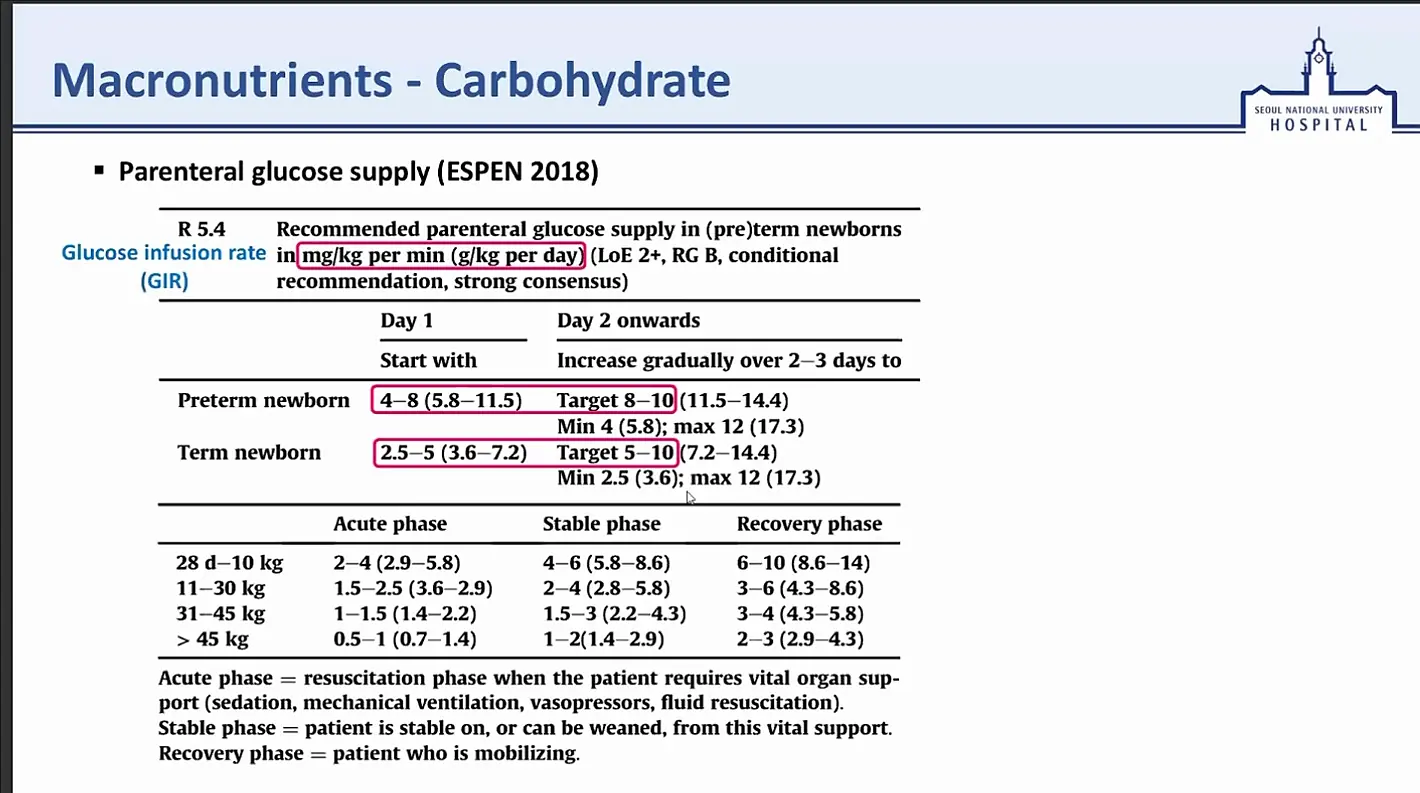 Macronutrients - Carbohydrate
SEOUL NATIONAL UNIVERSITY
HOSPITAL
▪ Parenteral glucose supply (ESPEN 2018)
R 5.4 Recommended parenteral glucose supply in (pre)term newborns
Glucose infusion rate in mg/kg per min (g/kg per day) (LoE 2+, RG B, conditional
(GIR) recommendation, strong consensus)
Day 1 Day 2 onwards
Start with Increase gradually over 2–3 days to
Preterm newborn 4–8 (5.8–11.5) Target 8–10 (11.5–14.4)
Min 4 (5.8); max 12 (17.3)
Term newborn 2.5–5 (3.6–7.2) Target 5–10 (7.2–14.4)
Min 2.5 (3.6); max 12 (17.3)
Acute phase Stable phase Recovery phase
28 d–10 kg 2–4 (2.9–5.8) 4–6 (5.8–8.6) 6–10 (8.6–14)
11–30 kg 1.5–2.5 (3.6–2.9) 2–4 (2.8–5.8) 3–6 (4.3–8.6)
31–45 kg 1–1.5 (1.4–2.2) 1.5–3 (2.2–4.3) 3–4 (4.3–5.8)
> 45 kg 0.5–1 (0.7–1.4) 1–2(1.4–2.9) 2–3 (2.9–4.3)
Acute phase = resuscitation phase when the patient requires vital organ sup-
port (sedation, mechanical ventilation, vasopressors, fluid resuscitation).
Stable phase = patient is stable on, or can be weaned, from this vital support.
Recovery phase = patient who is mobilizing.